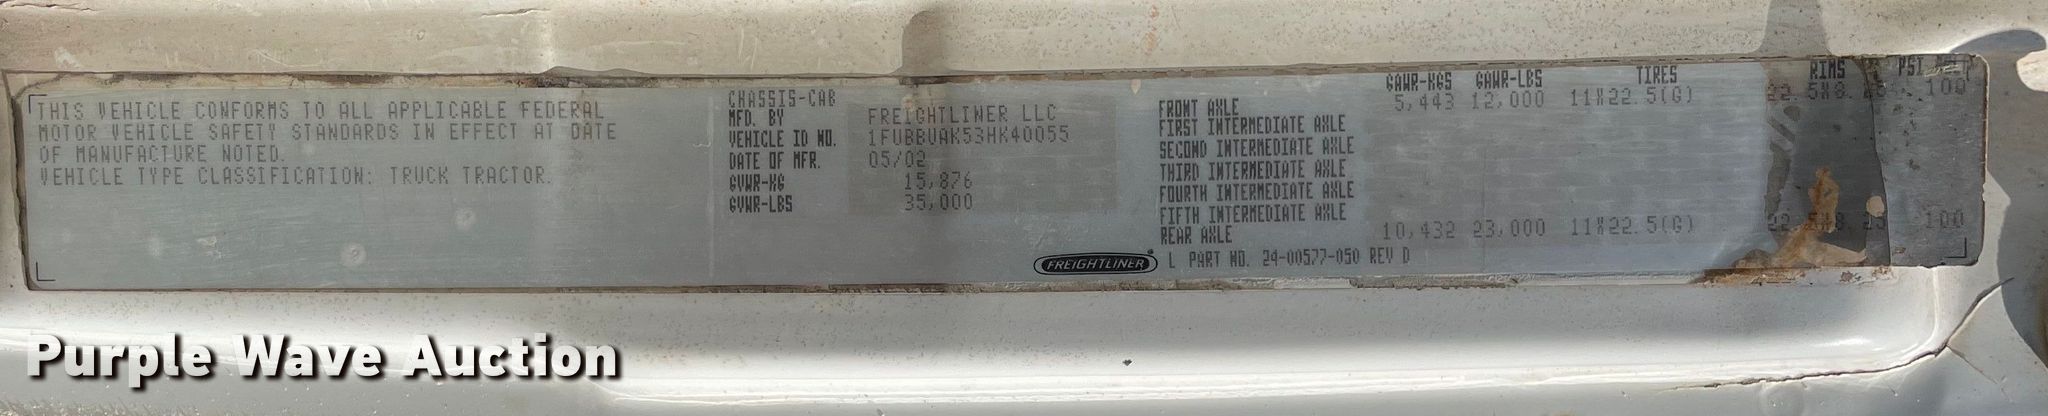 THIS VEHICLE CONFORMS TO ALL APPLICABLE FEDERAL
MOTOR VEHICLE SAFETY STANDARDS IN EFFECT AT DATE
OF MANUFACTURE NOTED.
VEHICLE TYPE CLASSIFICATION: TRUCK TRACTOR.
CHASSIS-CAB
MFD. BY FREIGHTLINER LLC
VEHICLE ID NO. 1FUBBUAK53HK40055
DATE OF MFR. 05/02
GVWR-KG 15,876
GVWR-LBS 35,000
GAWR-KGS GAWR-LBS TIRES RIMS PSI
FRONT AXLE 5,443 12,000 11X22.5(G) 100
FIRST INTERMEDIATE AXLE
SECOND INTERMEDIATE AXLE
THIRD INTERMEDIATE AXLE
FOURTH INTERMEDIATE AXLE
FIFTH INTERMEDIATE AXLE
REAR AXLE 10,432 23,000 11X22.5(G) 100
FREIGHTLINER ® L PART NO. 24-00577-050 REV D
Purple Wave Auction